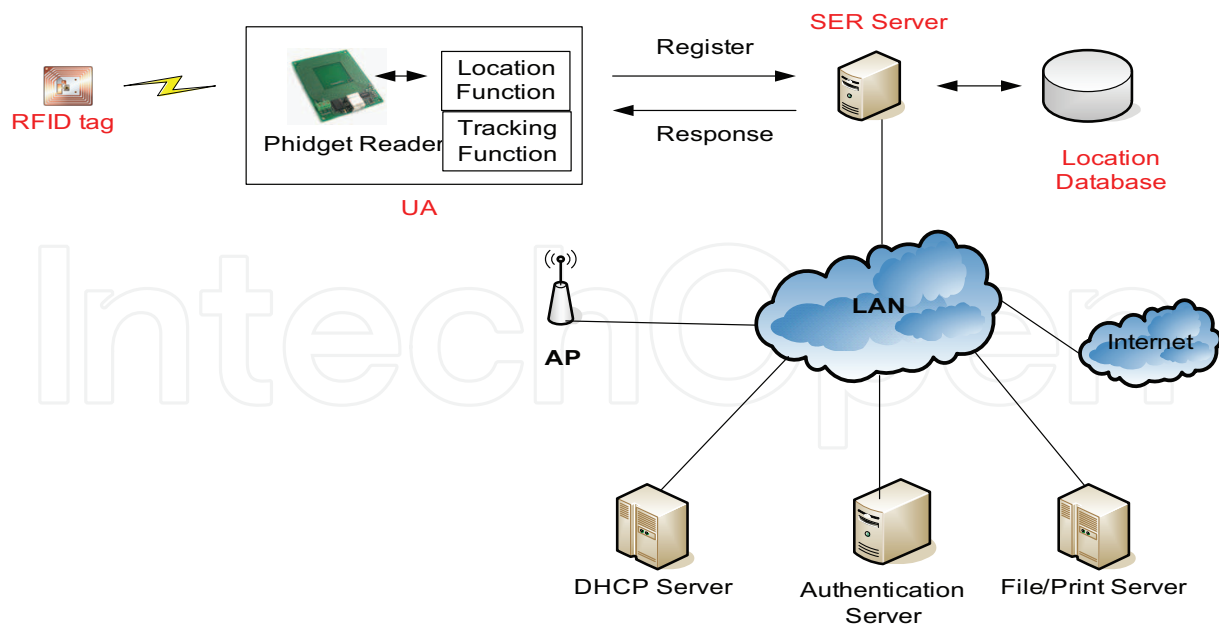 SER Server
Register
Location
Function
RFID tag
Phidget Reader
Tracking
Function
Response
UA
Location
Database
LAN
AP
Internet
IntechOpen
DHCP Server
Authentication
Server
File/Print Server